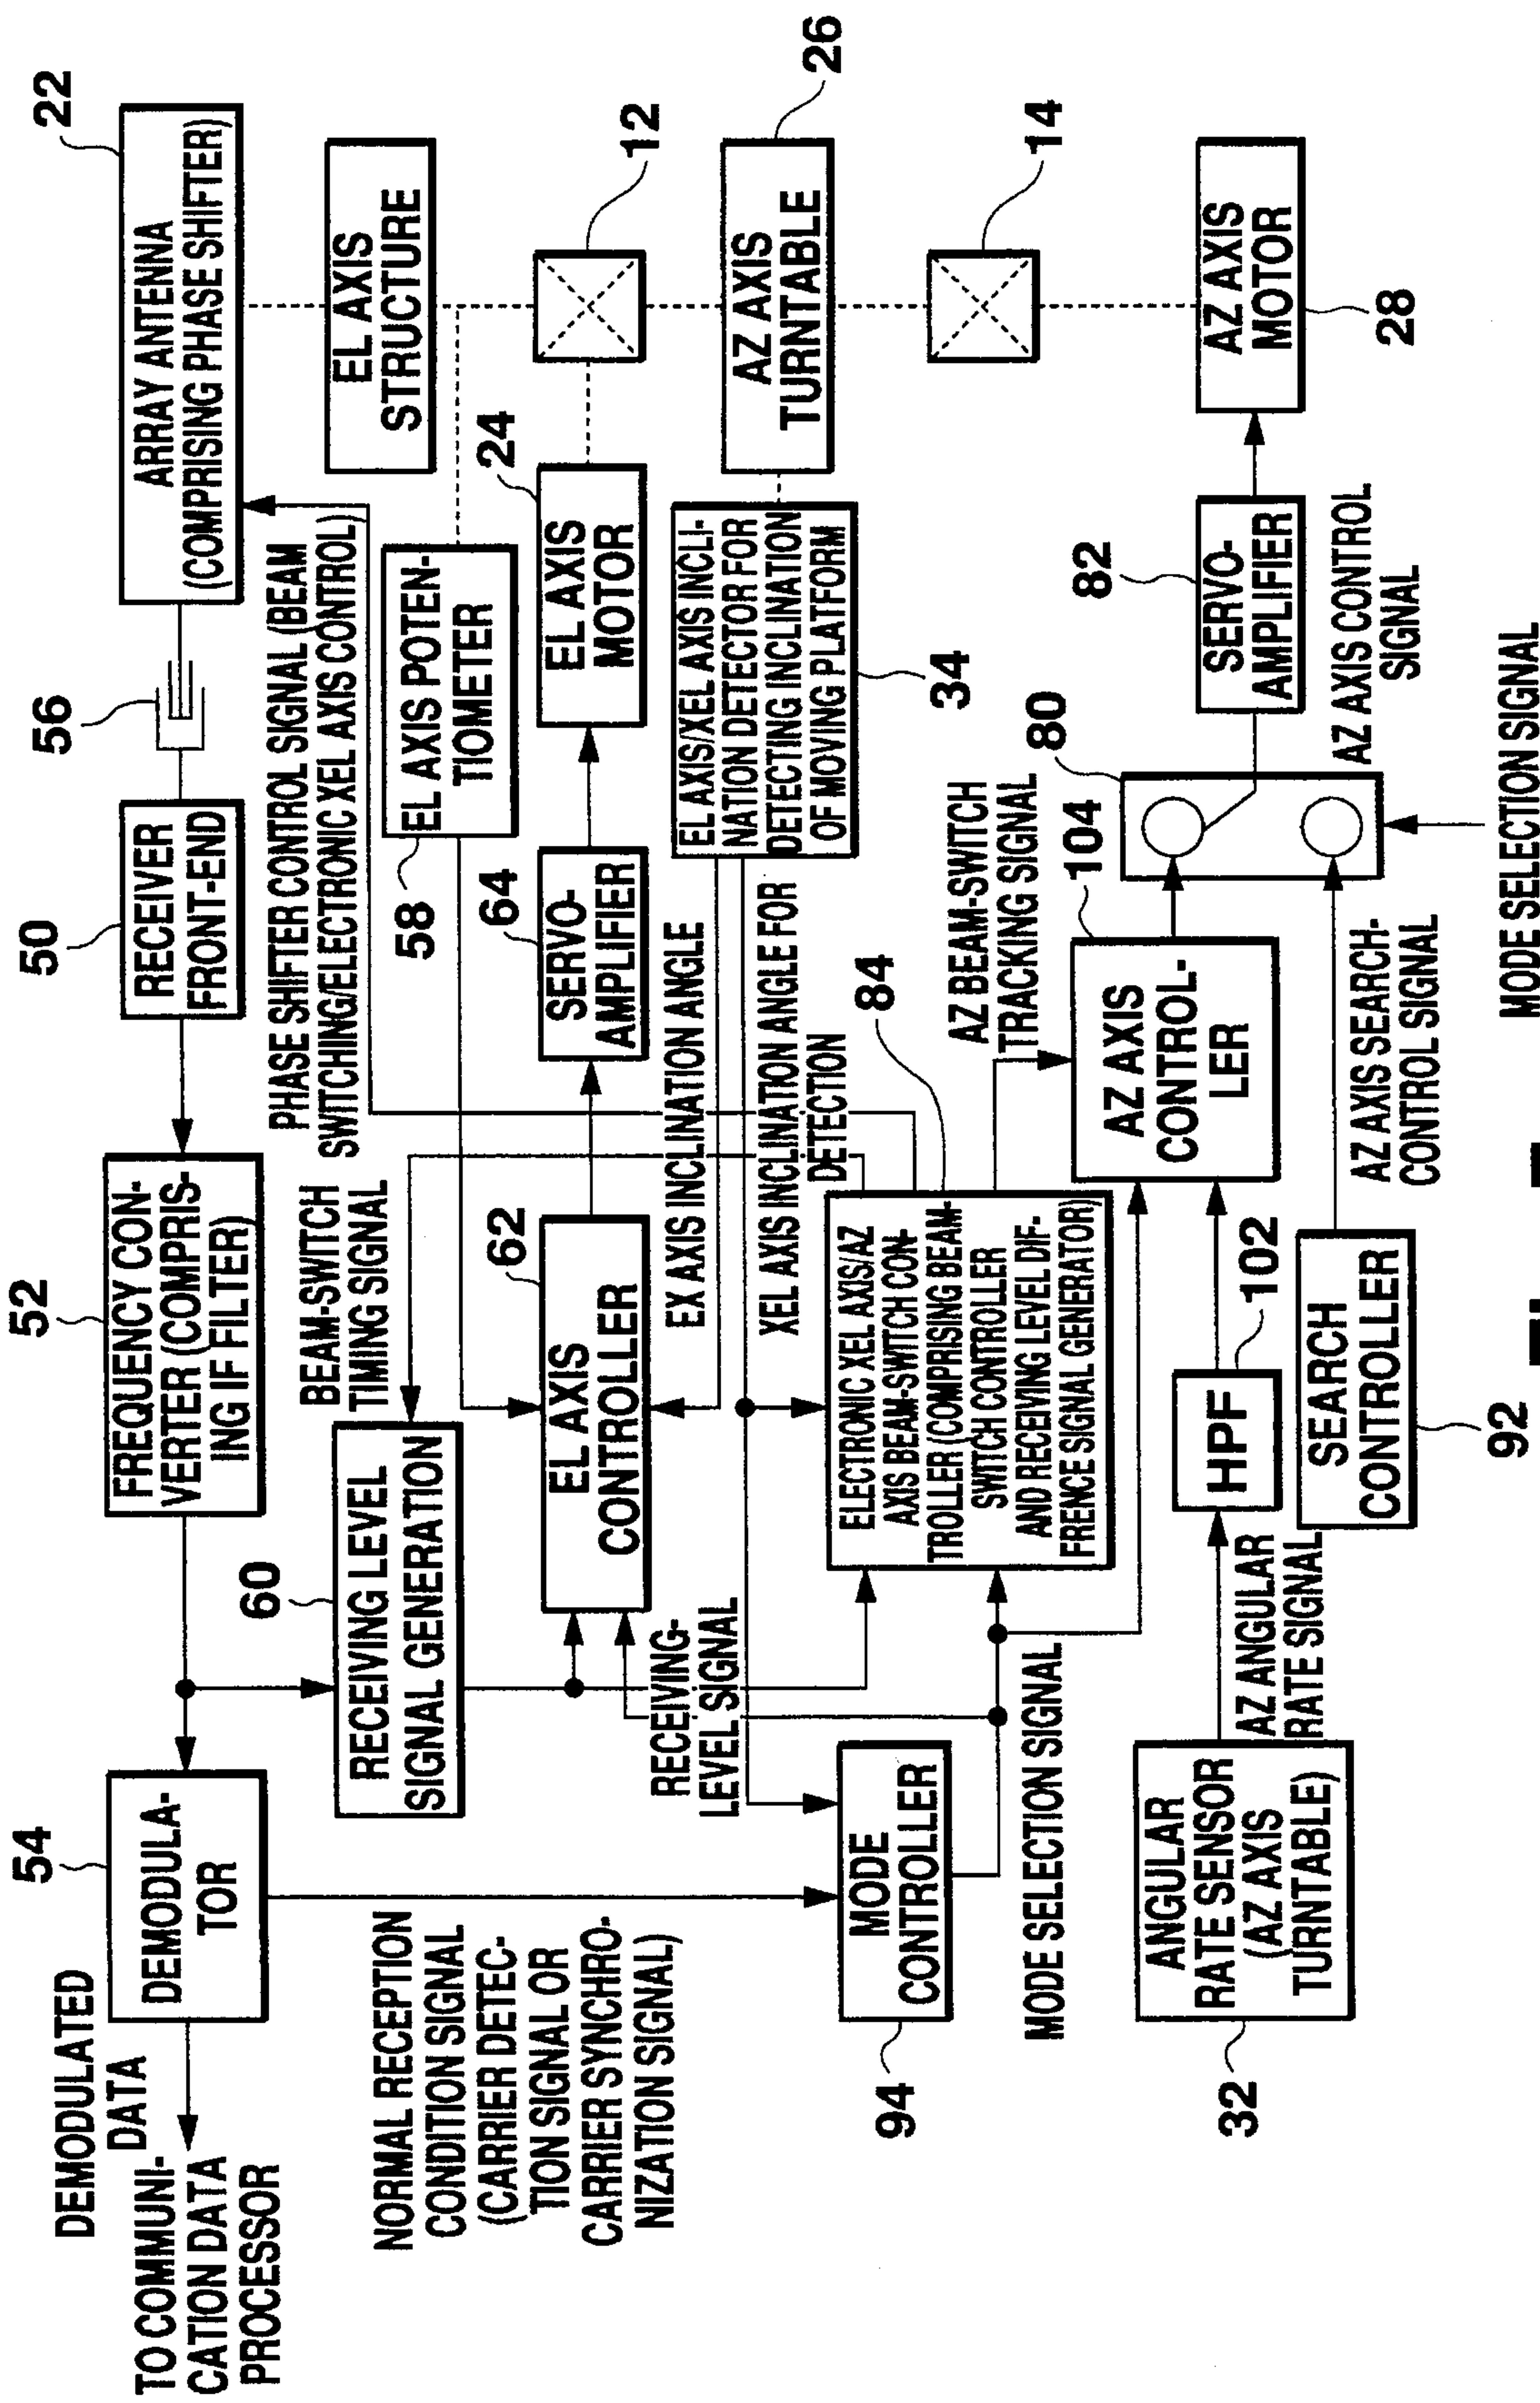 22
ARRAY ANTENNA
(COMPRISING PHASE SHIFTER)
56
50
RECEIVER
FRONT-END
52
FREQUENCY CON-
VERTER (COMPRIS-
ING IF FILTER)
54
DEMODULA-
TOR
DEMODULATED
DATA
TO COMMUNI-
CATION DATA
PROCESSOR
EL AXIS
STRUCTURE
PHASE SHIFTER CONTROL SIGNAL (BEAM
SWITCHING/ELECTRONIC XEL AXIS CONTROL)
BEAM-SWITCH
TIMING SIGNAL
60
RECEIVING LEVEL
SIGNAL GENERATION
NORMAL RECEPTION
CONDITION SIGNAL
(CARRIER DETEC-
TION SIGNAL OR
CARRIER SYNCHRO-
NIZATION SIGNAL)
EL AXIS POTEN-
TIOMETER
58
12
24
EL AXIS
MOTOR
64
SERVO-
AMPLIFIER
62
EL AXIS
CONTROLLER
26
AZ AXIS
TURNTABLE
EL AXIS/XEL AXIS INCLI-
NATION DETECTOR FOR
DETECTING INCLINATION
OF MOVING PLATFORM
34
EX AXIS INCLINATION ANGLE
XEL AXIS INCLINATION ANGLE FOR
DETECTION
RECEIVING-
LEVEL SIGNAL
14
84
ELECTRONIC XEL AXIS/AZ
AXIS BEAM-SWTCH CON-
TROLLER (COMPRISING BEAM-
SWITCH CONTROLLER
AND RECEIVING LEVEL DIF-
FRENCE SIGNAL GENERATOR)
MODE
CONTROLLER
94
MODE SELECTION SIGNAL
AZ BEAM-SWITCH
TRACKING SIGNAL
104
AZ AXIS
CONTROL-
LER
80
82
SERVO-
AMPLIFIER
AZ AXIS
MOTOR
28
AZ AXIS CONTROL
SIGNAL
ANGULAR
RATE SENSOR
(AZ AXIS
TURNTABLE)
32
AZ ANGULAR
RATE SIGNAL
HPF
102
SEARCH
CONTROLLER
92
AZ AXIS SEARCH-
CONTROL SIGNAL
MODE SELECTION SIGNAL